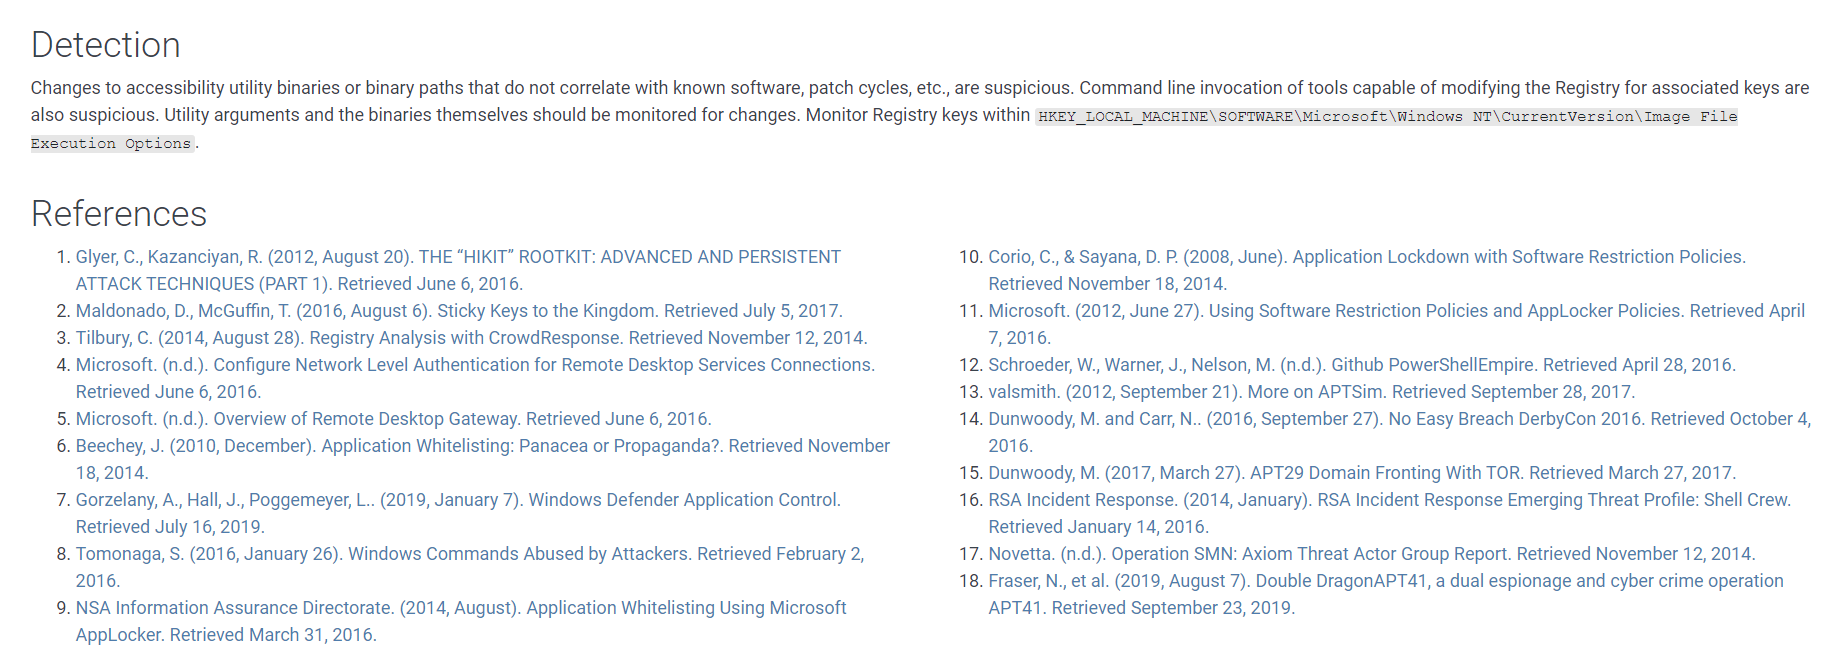 Detection
Changes to accessibility utility binaries or binary paths that do not correlate with known software, patch cycles, etc., are suspicious. Command line invocation of tools capable of modifying the Registry for associated keys are
also suspicious. Utility arguments and the binaries themselves should be monitored for changes. Monitor Registry keys within HKEY_LOCAL_MACHINE\SOFTWARE\Microsoft\Windows NT\CurrentVersion\Image File
Execution Options.
References
1. Glyer, C., Kazanciyan, R. (2012, August 20). THE “HIKIT” ROOTKIT: ADVANCED AND PERSISTENT
ATTACK TECHNIQUES (PART 1). Retrieved June 6, 2016.
2. Maldonado, D., McGuffin, T. (2016, August 6). Sticky Keys to the Kingdom. Retrieved July 5, 2017.
3. Tilbury, C. (2014, August 28). Registry Analysis with CrowdResponse. Retrieved November 12, 2014.
4. Microsoft. (n.d.). Configure Network Level Authentication for Remote Desktop Services Connections.
Retrieved June 6, 2016.
5. Microsoft. (n.d.). Overview of Remote Desktop Gateway. Retrieved June 6, 2016.
6. Beechey, J. (2010, December). Application Whitelisting: Panacea or Propaganda?. Retrieved November
18, 2014.
7. Gorzelany, A., Hall, J., Poggemeyer, L.. (2019, January 7). Windows Defender Application Control.
Retrieved July 16, 2019.
8. Tomonaga, S. (2016, January 26). Windows Commands Abused by Attackers. Retrieved February 2,
2016.
9. NSA Information Assurance Directorate. (2014, August). Application Whitelisting Using Microsoft
AppLocker. Retrieved March 31, 2016.
10. Corio, C., & Sayana, D. P. (2008, June). Application Lockdown with Software Restriction Policies.
Retrieved November 18, 2014.
11. Microsoft. (2012, June 27). Using Software Restriction Policies and AppLocker Policies. Retrieved April
7, 2016.
12. Schroeder, W., Warner, J., Nelson, M. (n.d.). Github PowerShellEmpire. Retrieved April 28, 2016.
13. valsmith. (2012, September 21). More on APTSim. Retrieved September 28, 2017.
14. Dunwoody, M. and Carr, N.. (2016, September 27). No Easy Breach DerbyCon 2016. Retrieved October 4,
2016.
15. Dunwoody, M. (2017, March 27). APT29 Domain Fronting With TOR. Retrieved March 27, 2017.
16. RSA Incident Response. (2014, January). RSA Incident Response Emerging Threat Profile: Shell Crew.
Retrieved January 14, 2016.
17. Novetta. (n.d.). Operation SMN: Axiom Threat Actor Group Report. Retrieved November 12, 2014.
18. Fraser, N., et al. (2019, August 7). Double DragonAPT41, a dual espionage and cyber crime operation
APT41. Retrieved September 23, 2019.